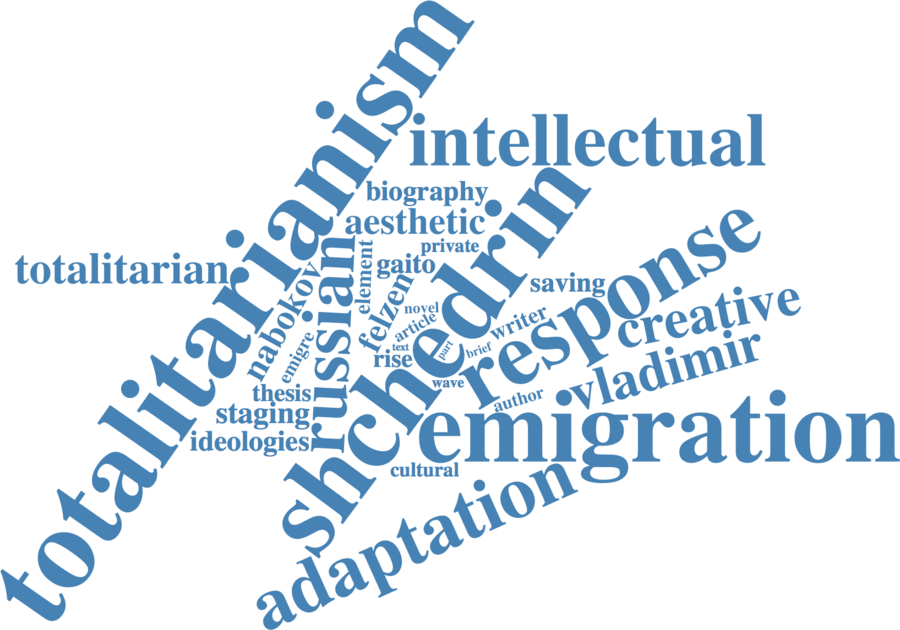 totalitarianism
intellectual
biography
shchedrin
aesthetic
response
private
russian
element
gaito
totalitarian
nabokov
felzen
saving
creative
novel
writer
article
emigre
text
part
brief
rise
vladimir
wave
thesis
author
staging
emigration
ideologies
cultural
adaptation